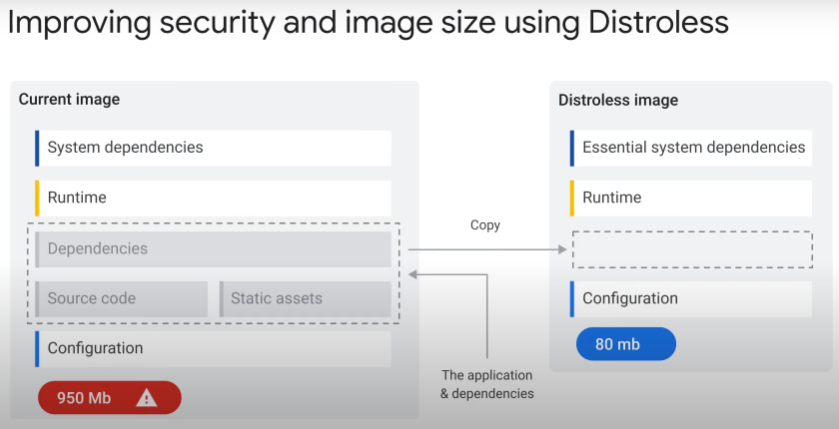 Improving security and image size using Distroless
Current image
System dependencies
Runtime
Dependencies
Source code
Static assets
Configuration
950 Mb
Copy
The application
& dependencies
Distroless image
Essential system dependencies
Runtime
Configuration
80 mb